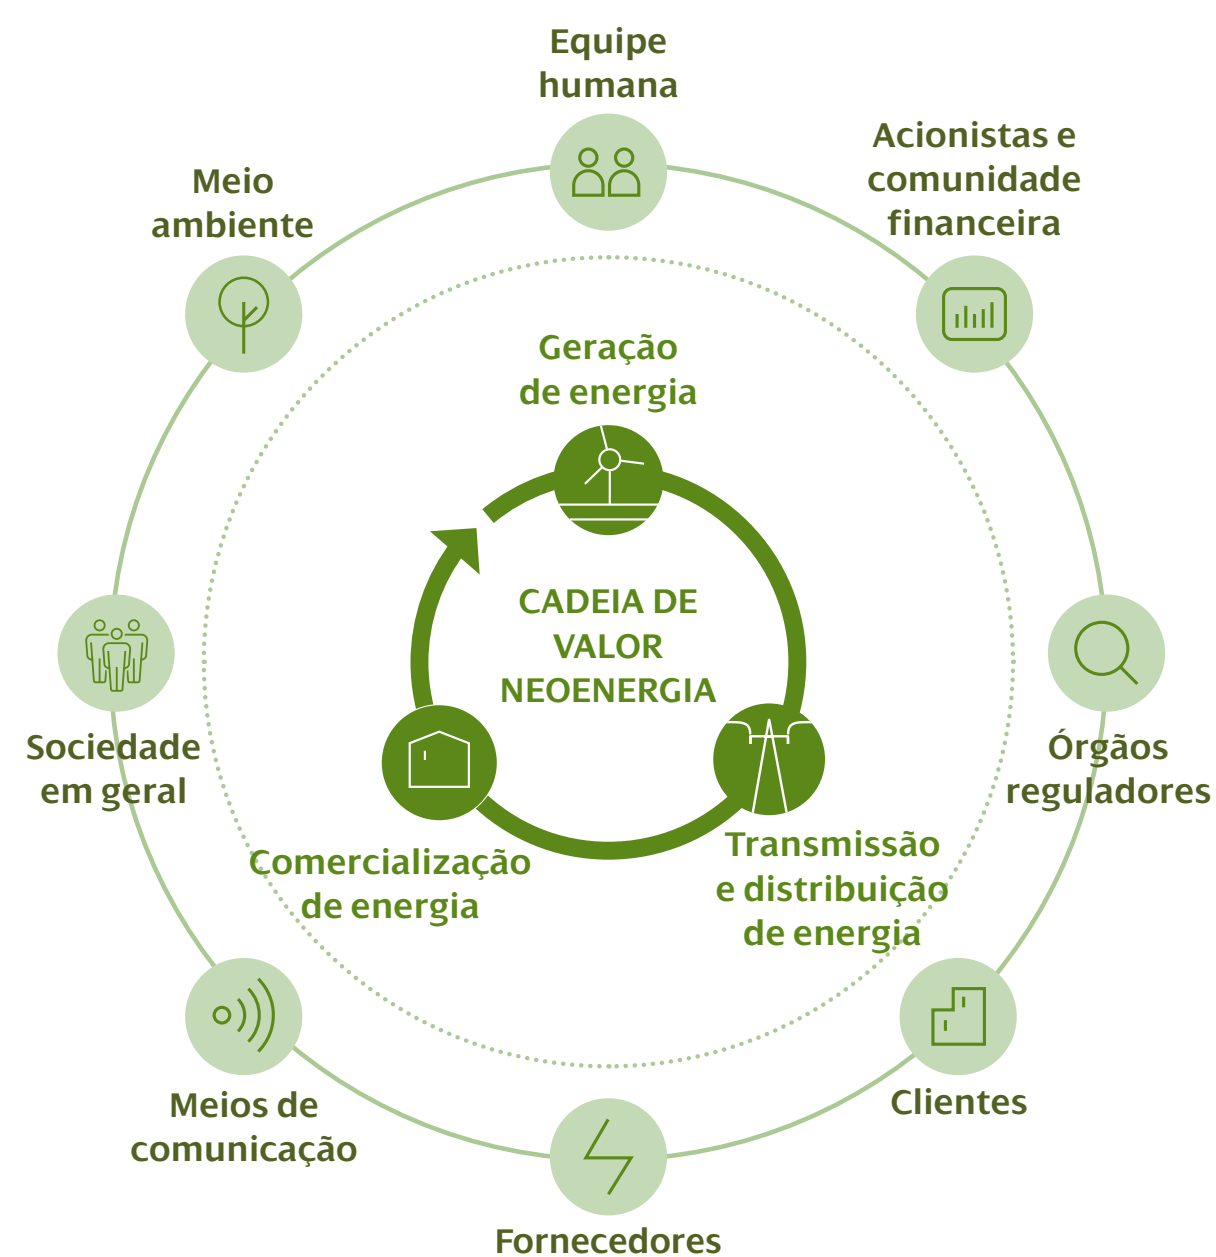 Equipe
humana
Acionistas e
comunidade
financeira
Meio
ambiente
Geração
de energia
CADEIA DE
VALOR
NEOENERGIA
Sociedade
em geral
Órgãos
reguladores
Comercialização
de energia
Transmissão
e distribuição
de energia
Meios de
comunicação
Clientes
Fornecedores